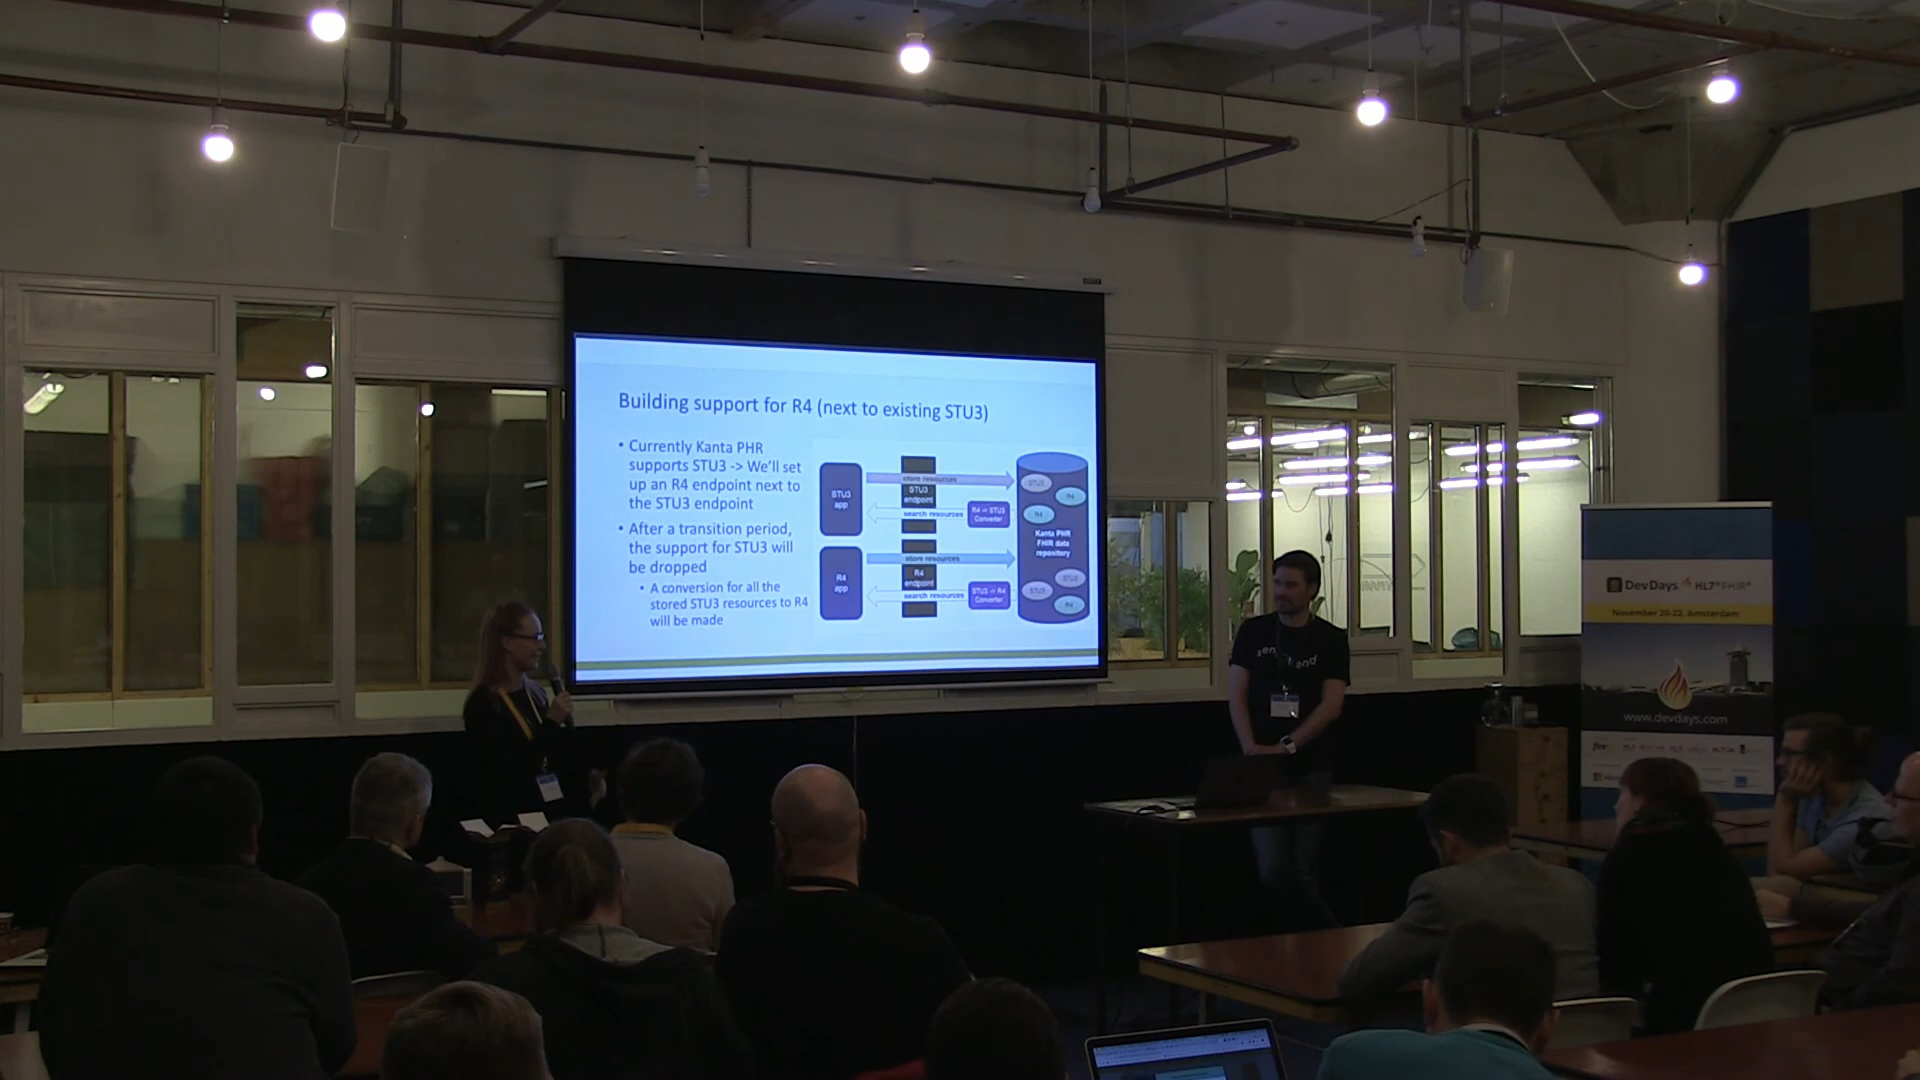 Building support for R4 (next to existing STU3)
• Currently Kanta PHR
supports STU3 -> We'll set
up an R4 endpoint next to
the STU3 endpoint
• After a transition period,
the support for STU3 will
be dropped
• A conversion for all the
stored STU3 resources to R4
will be made
STU3
app
store resources
STU3
endpoint
search resources
R4 -> STU3
Converter
R4
app
store resources
R4
endpoint
search resources
STU3 -> R4
Converter
STU3
R4
R4
Kanta PHR
FHIR data
repository
STU3
STU3
R4
DevDays HL7® FHIR®
November 20-22, Amsterdam
www.devdays.com